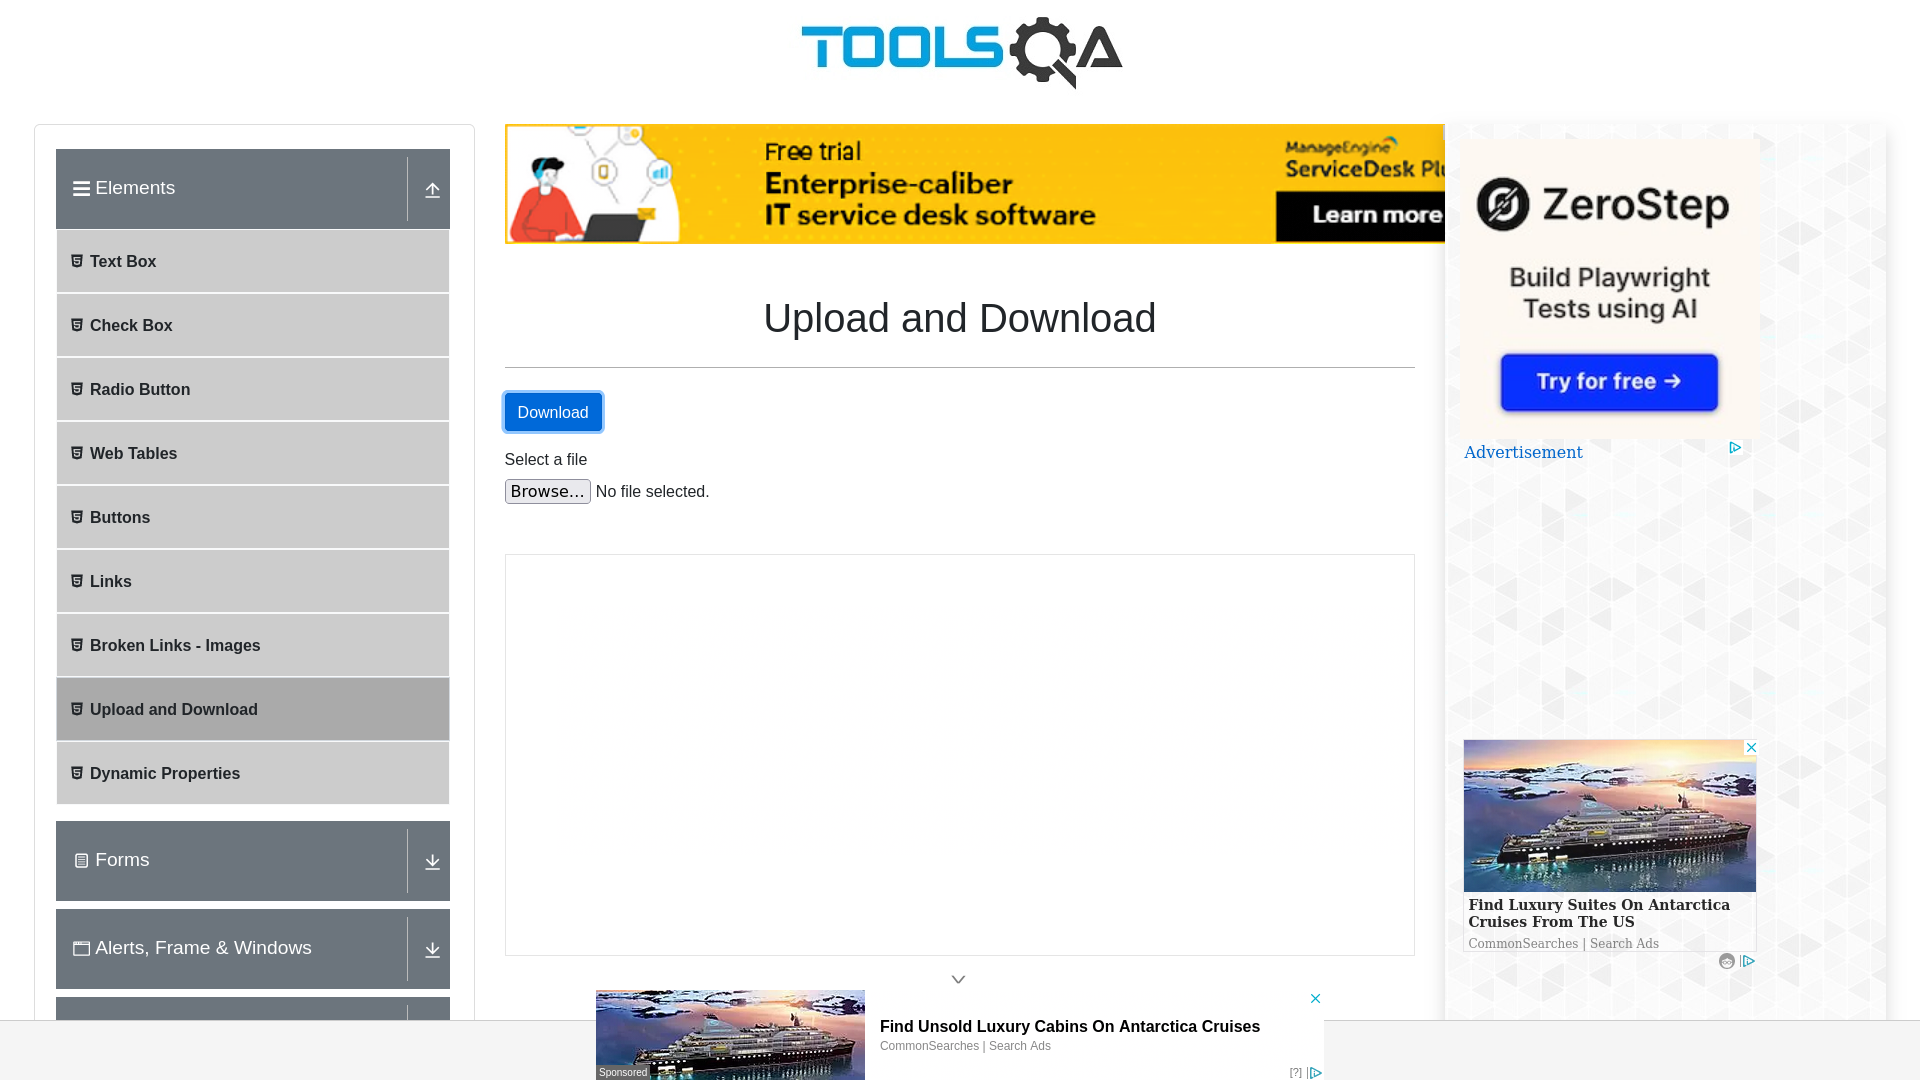 TOOLSQA
Elements
Text Box
Check Box
Radio Button
Web Tables
Buttons
Links
Broken Links - Images
Upload and Download
Dynamic Properties
Forms
Alerts, Frame & Windows
Free trial
Enterprise-caliber
IT service desk software
ManageEngine
ServiceDesk Plu
Learn more
Upload and Download
Download
Select a file
Browse... No file selected.
ZeroStep
Build Playwright
Tests using AI
Try for free →
Advertisement
Find Luxury Suites On Antarctica
Cruises From The US
CommonSearches | Search Ads
Find Unsold Luxury Cabins On Antarctica Cruises
CommonSearches | Search Ads
Sponsored
[?]